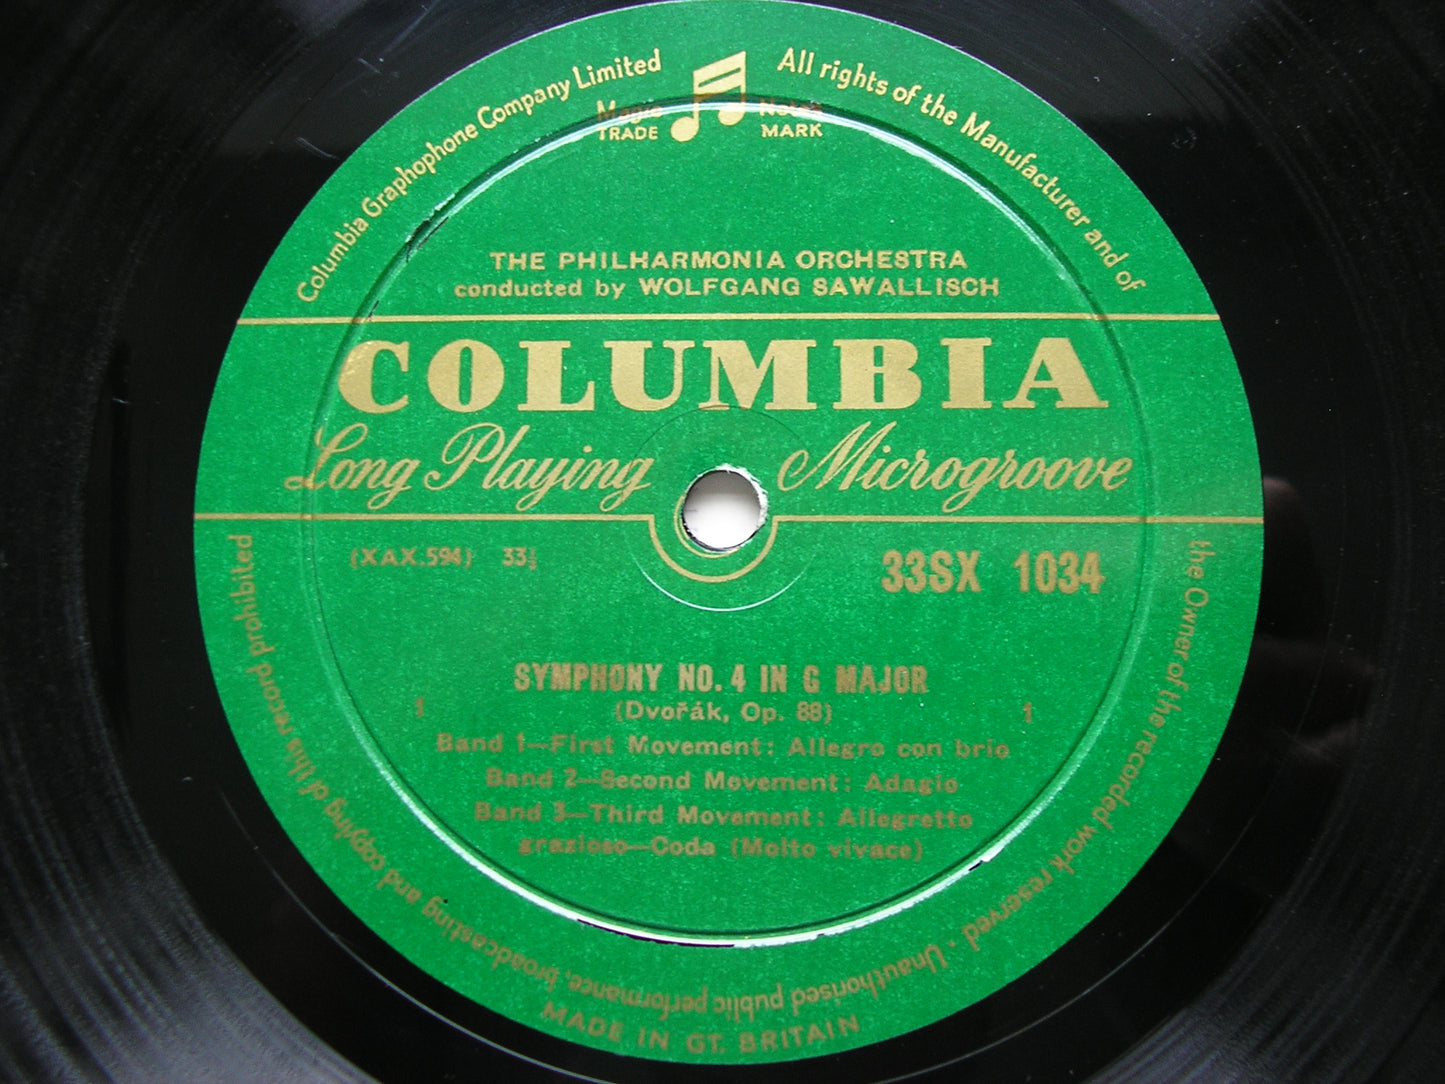 Columbia Graphophone Company Limited
All rights of the Manufacturer and of
the Owner of the recorded work reserved · Unauthorised public performance, broadcasting and copying of this record prohibited
Magic Notes
TRADE MARK
THE PHILHARMONIA ORCHESTRA
conducted by WOLFGANG SAWALLISCH
COLUMBIA
Long Playing Microgroove
(XAX.594) 33⅓
33SX 1034
SYMPHONY NO. 4 IN G MAJOR
1 (Dvořák, Op. 88) 1
Band 1—First Movement: Allegro con brio
Band 2—Second Movement: Adagio
Band 3—Third Movement: Allegretto
grazioso—Coda (Molto vivace)
MADE IN GT. BRITAIN